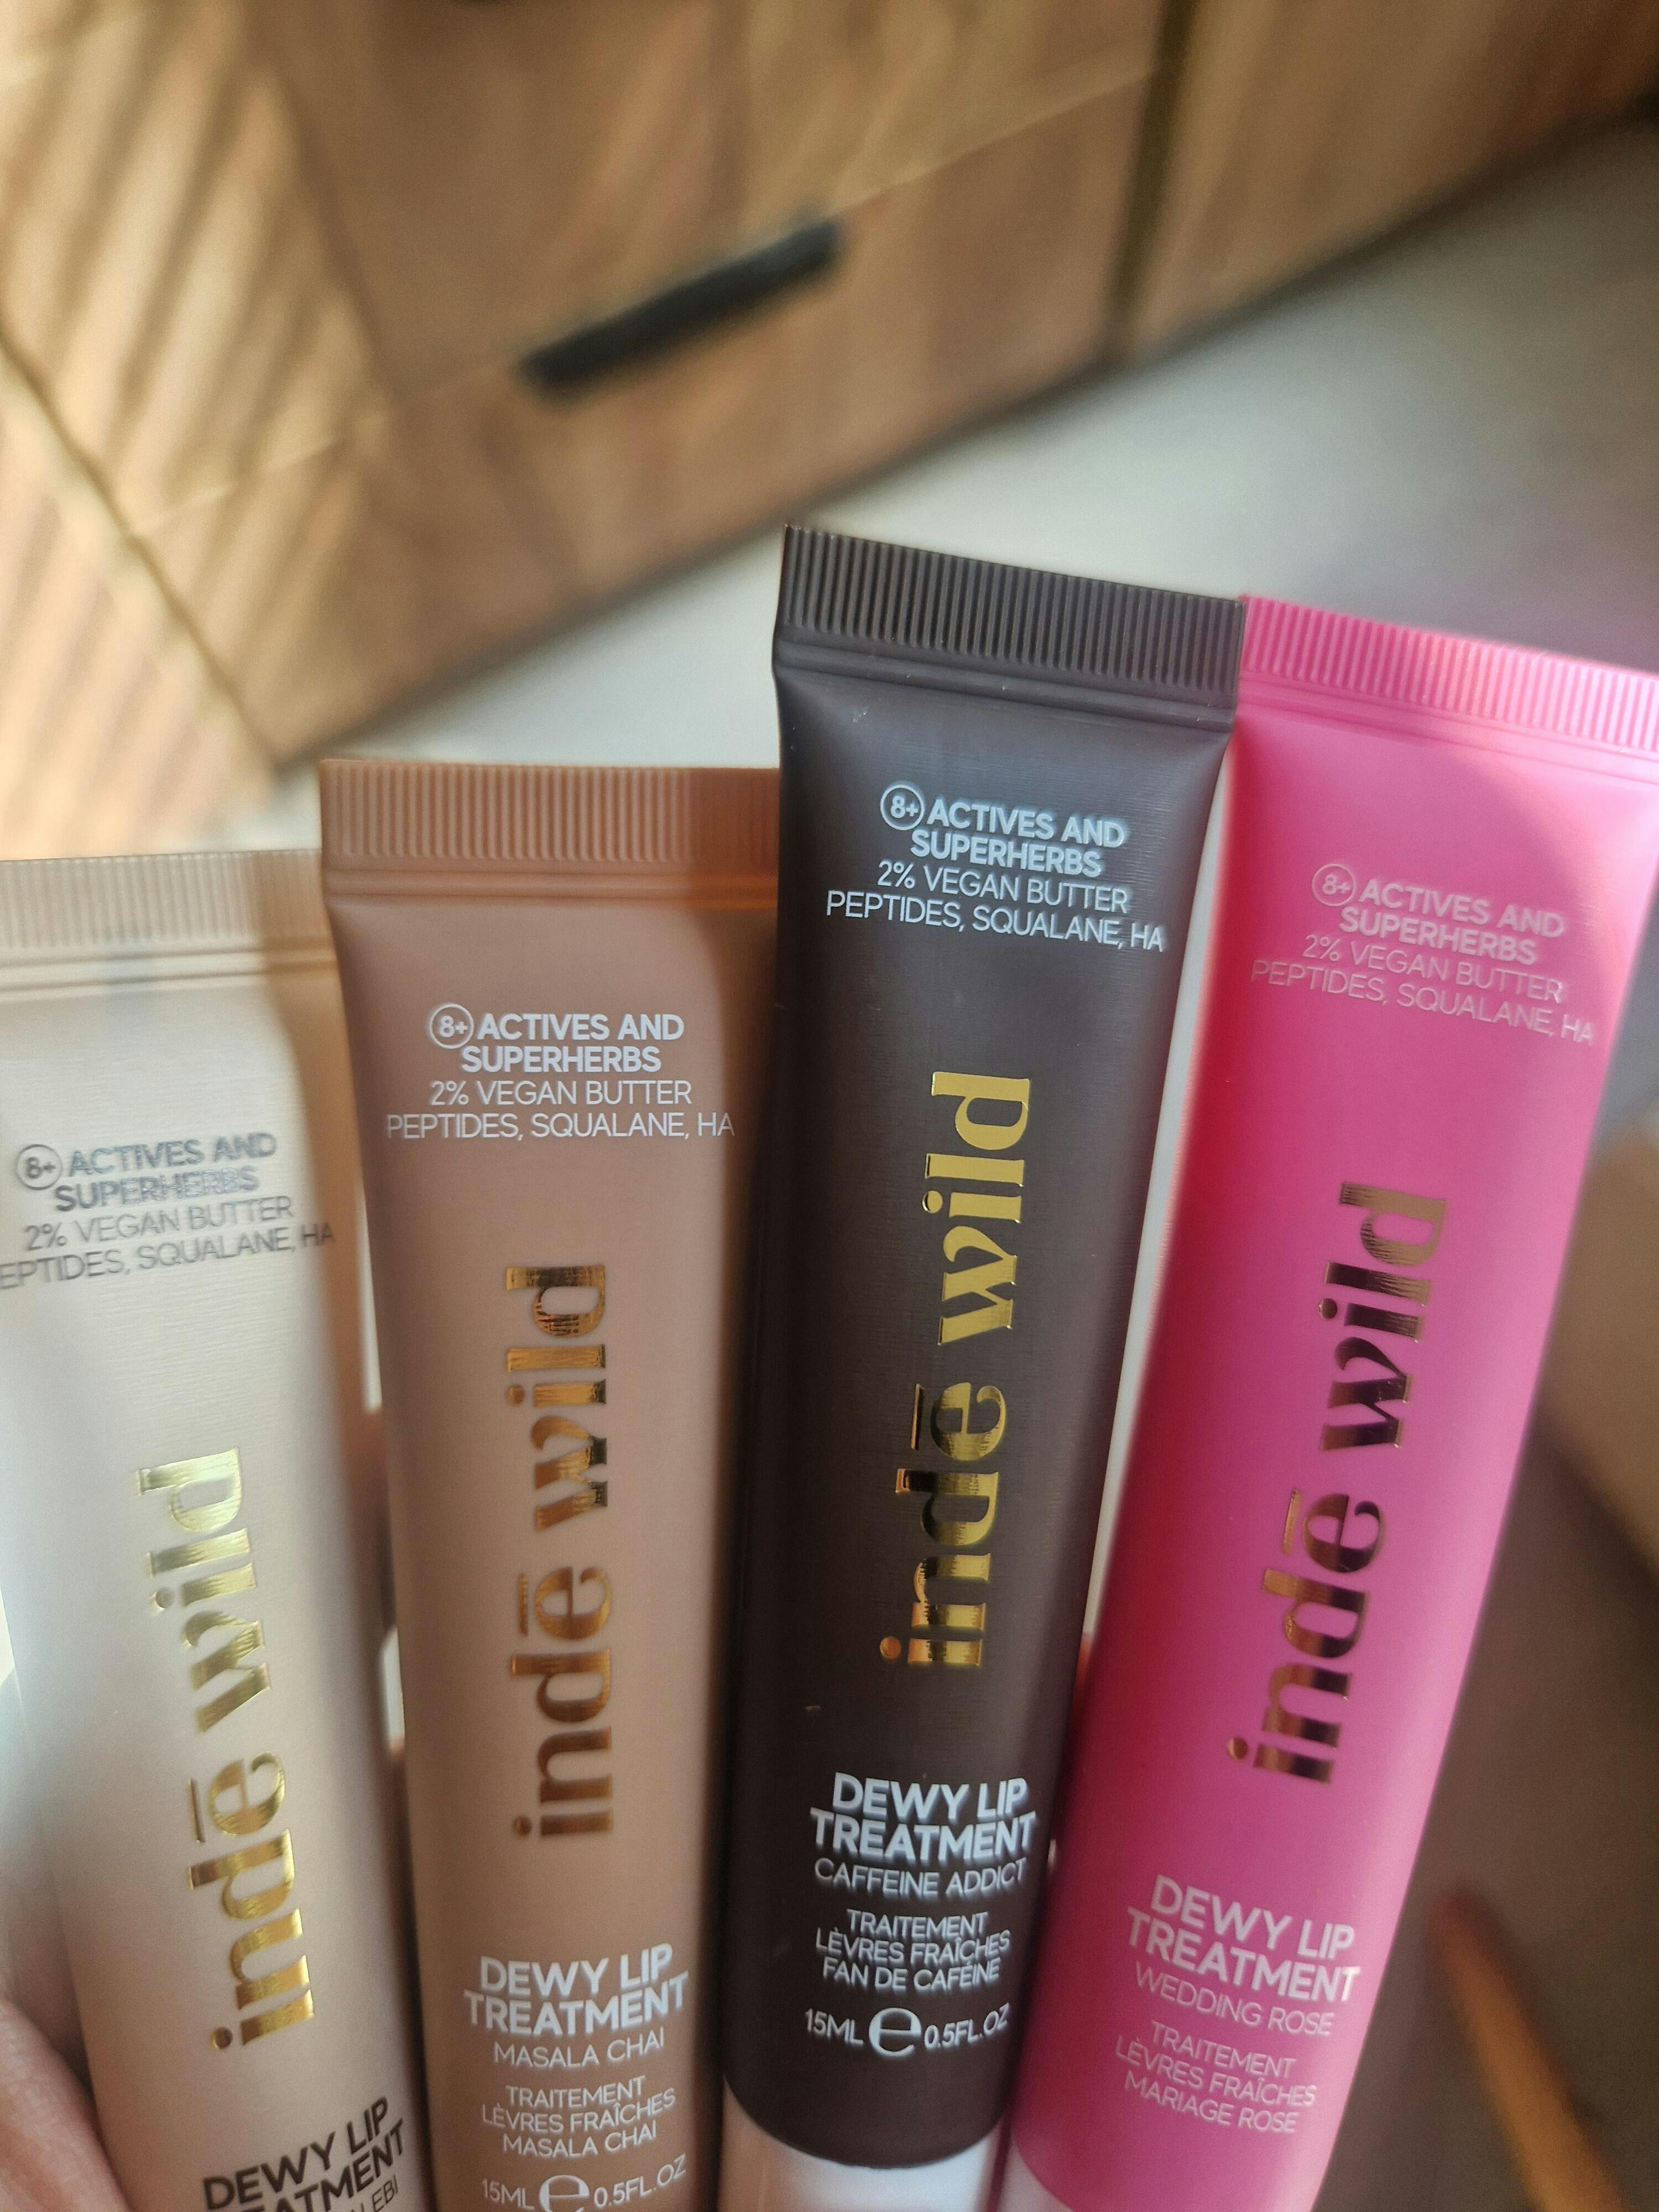 8+ ACTIVES AND
SUPERHERBS
2% VEGAN BUTTER
SQUALANE, HA
indē wild
DEWY LIP
8+ ACTIVES AND
SUPERHERBS
2% VEGAN BUTTER
PEPTIDES, SQUALANE, HA
indē wild
DEWY LIP
TREATMENT
MASALA CHAI
TRAITEMENT
LÈVRES FRAÎCHES
MASALA CHAI
15ML e 0.5FL.OZ
8+ ACTIVES AND
SUPERHERBS
2% VEGAN BUTTER
PEPTIDES, SQUALANE, HA
indē wild
DEWY LIP
TREATMENT
CAFFEINE ADDICT
TRAITEMENT
LÈVRES FRAÎCHES
FAN DE CAFÉINE
15ML e 0.5FL.OZ
8+ ACTIVES AND
SUPERHERBS
2% VEGAN BUTTER
PEPTIDES, SQUALANE, HA
indē wild
DEWY LIP
TREATMENT
WEDDING ROSE
TRAITEMENT
LÈVRES FRAÎCHES
MARIAGE ROSE